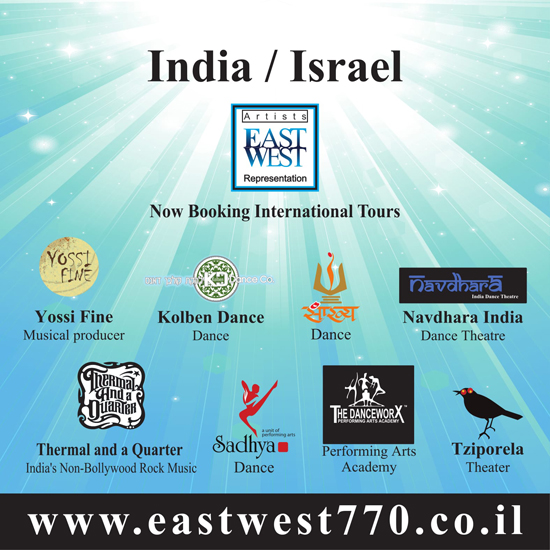 India / Israel
Artists
EAST
WEST
Representation
Now Booking International Tours
YOSSI
FINE
Yossi Fine
Musical producer
Dance Co
Kolben Dance
Dance
सांख्य
Dance
navdhara
India Dance Theatre
Navdhara India
Dance Theatre
Thermal
And a
Quarter
Thermal and a Quarter
India's Non-Bollywood Rock Music
a unit of
performing arts
Sadhya
Dance
THE DANCEWORX
PERFORMING ARTS ACADEMY
Performing Arts
Academy
Tziporela
Theater
www.eastwest770.co.il